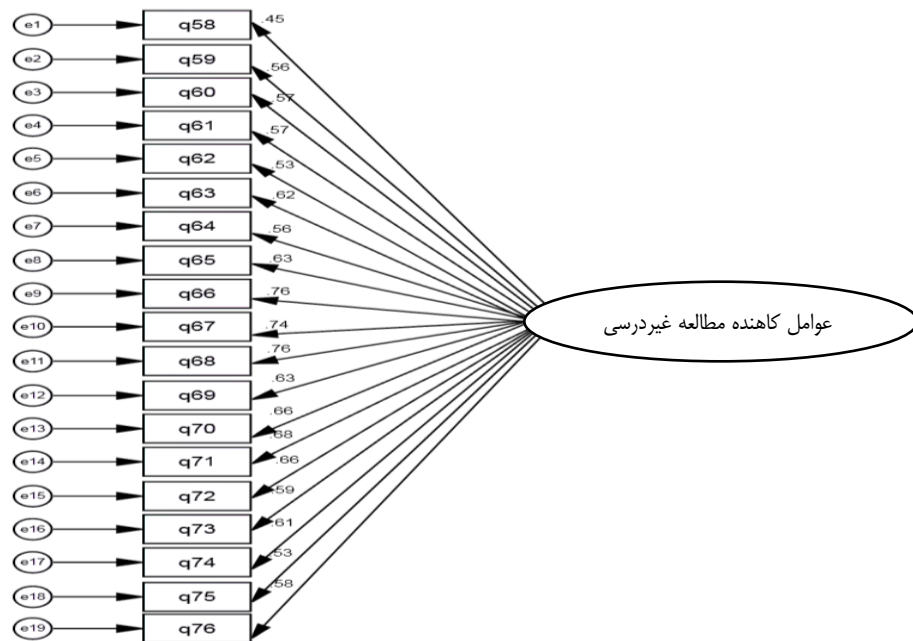 e1 q58 .45
e2 q59 .56
e3 q60 .57
e4 q61 .57
e5 q62 .53
e6 q63 .62
e7 q64 .56
e8 q65 .63
e9 q66 .76
عوامل کاهنده مطالعه غیردرسی
e10 q67 .74
e11 q68 .76
e12 q69 .63
e13 q70 .66
e14 q71 .68
e15 q72 .66
e16 q73 .59
e17 q74 .61
e18 q75 .53
e19 q76 .58